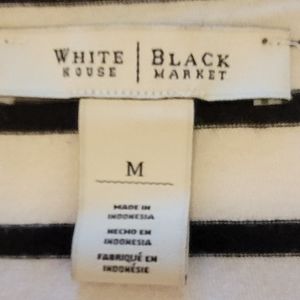 WHITE | BLACK
HOUSE | MARKET
M
MADE IN
INDONESIA
HECHO EN
INDONESIA
FABRIQUÉ EN
INDONÉSIE